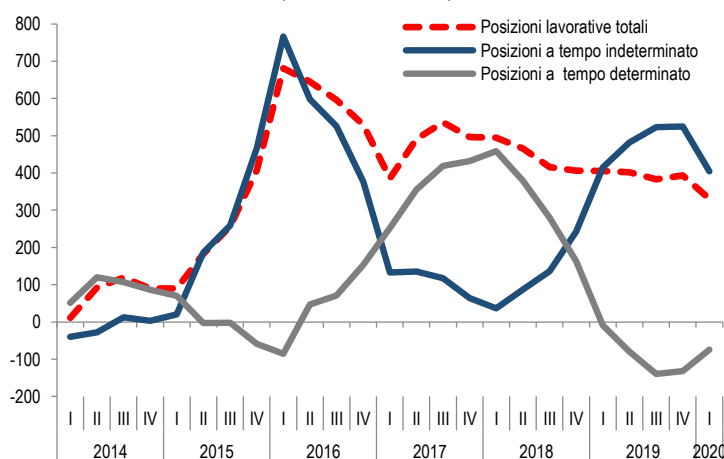 800
700
600
500
400
300
200
100
0
-100
-200
Posizioni lavorative totali
Posizioni a tempo indeterminato
Posizioni a tempo determinato
I II III IV I II III IV I II III IV I II III IV I II III IV I II III IV I
2014 2015 2016 2017 2018 2019 2020